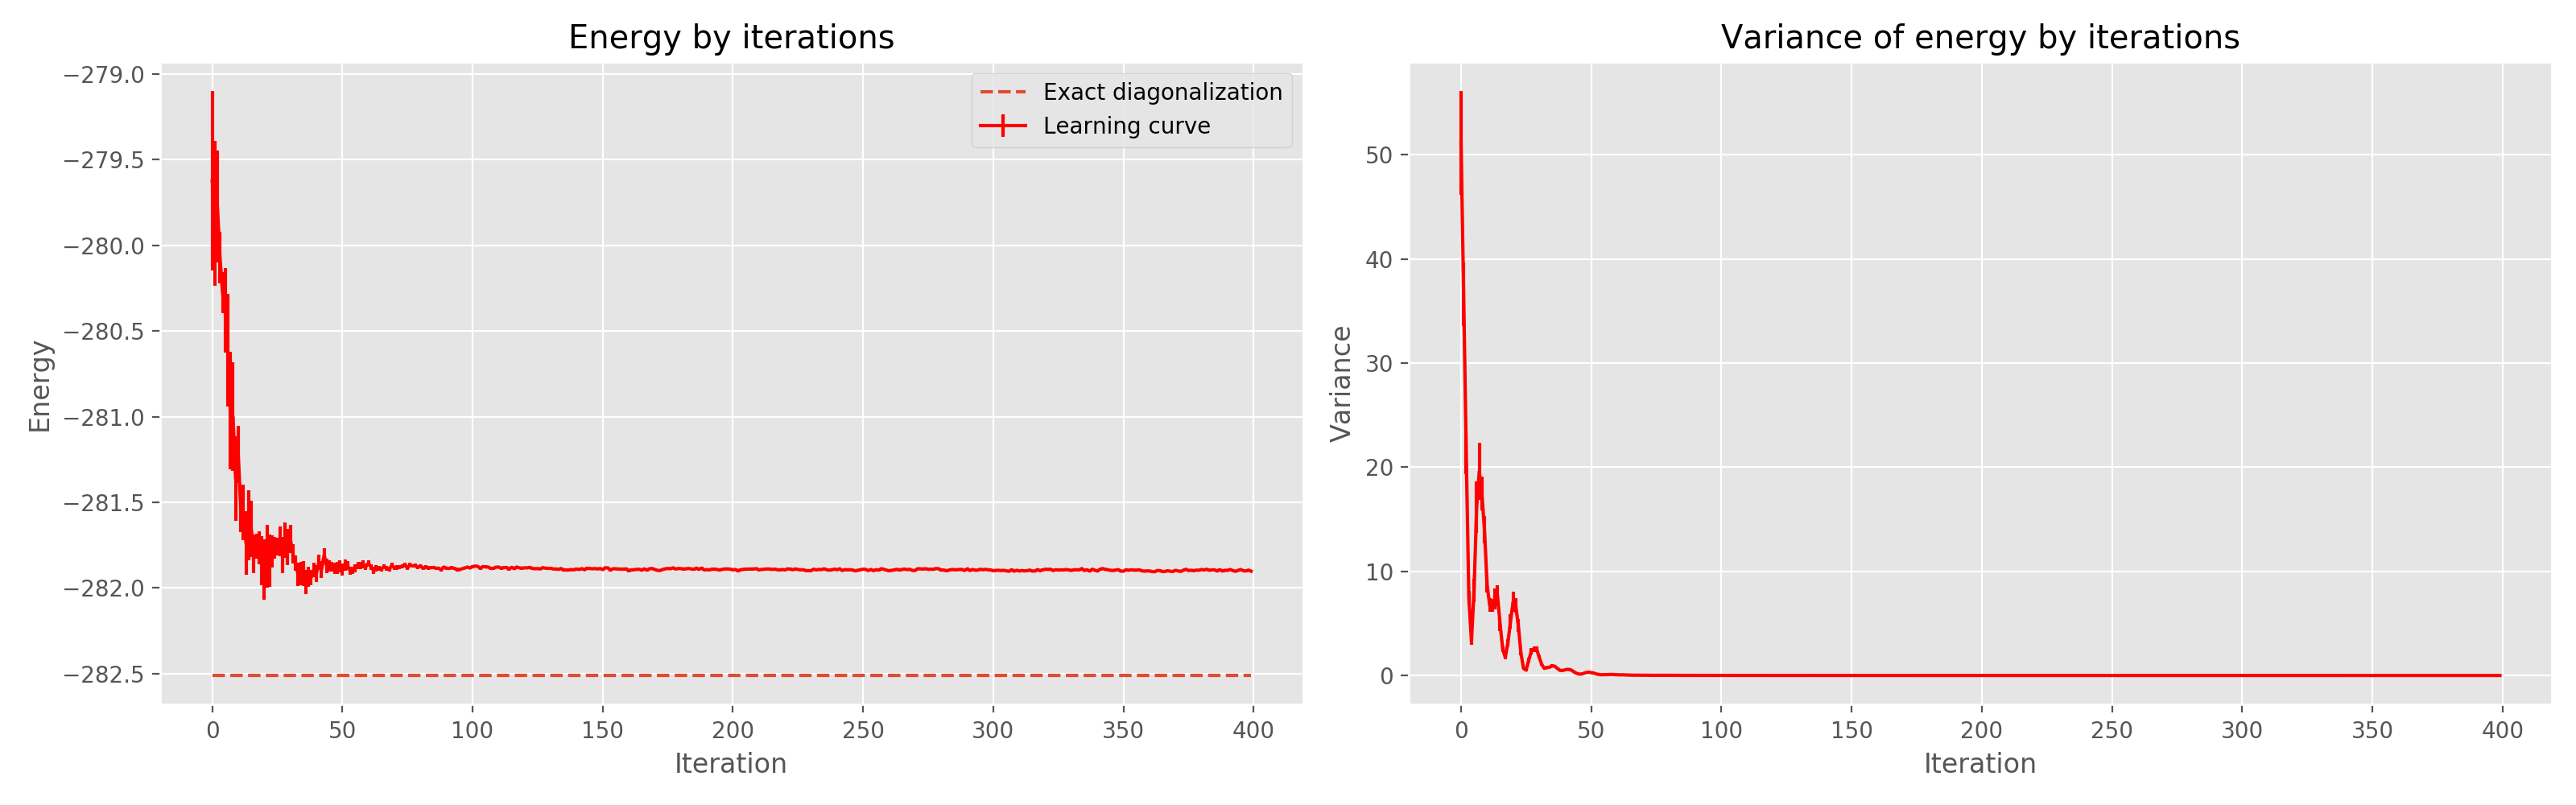 Energy by iterations
−279.0
−279.5
−280.0
−280.5
−281.0
−281.5
−282.0
−282.5
Energy
0 50 100 150 200 250 300 350 400
Iteration
Exact diagonalization
Learning curve
Variance of energy by iterations
50
40
30
20
10
0
Variance
0 50 100 150 200 250 300 350 400
Iteration